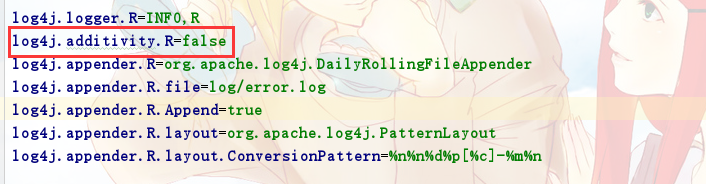 log4j.logger.R=INFO,R
log4j.additivity.R=false
log4j.appender.R=org.apache.log4j.DailyRollingFileAppender
log4j.appender.R.file=log/error.log
log4j.appender.R.Append=true
log4j.appender.R.layout=org.apache.log4j.PatternLayout
log4j.appender.R.layout.ConversionPattern=%n%n%d%p[%c]-%m%n